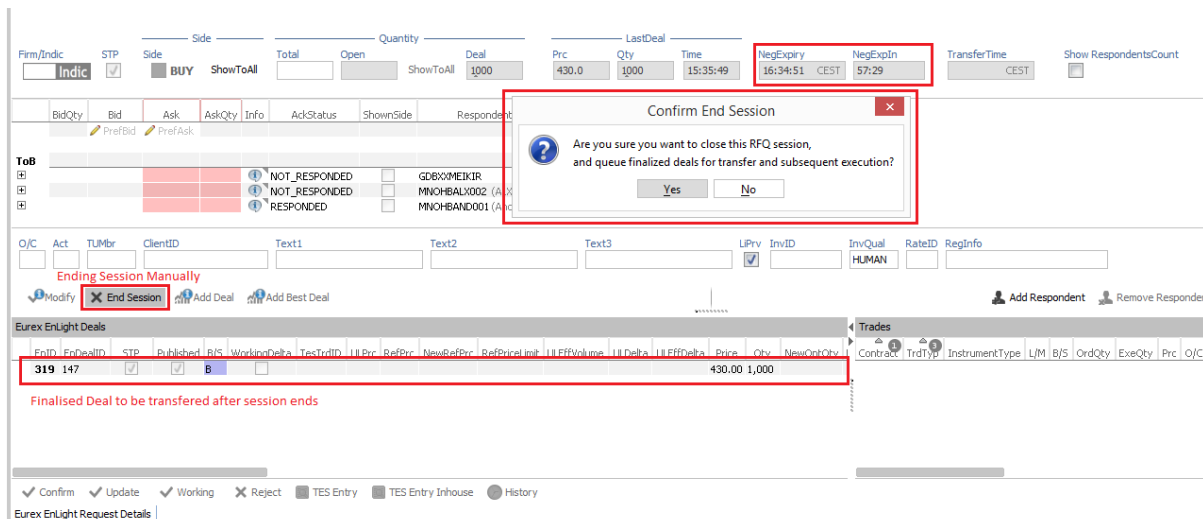 Side
Quantity
LastDeal
Firm/Indic STP Side Total Open Deal Prc Qty Time NegExpiry NegExpIn TransferTime Show RespondentsCount
Indic BUY ShowToAll ShowToAll 1000 430.0 1000 15:35:49 16:34:51 CEST 57:29 CEST
BidQty Bid Ask AskQty Info AckStatus ShownSide Respondent
PrefBid PrefAsk
ToB
NOT_RESPONDED GDBXXMEIKIR
NOT_RESPONDED MNOHBALX002
RESPONDED MNOHBAND001
Confirm End Session
Are you sure you want to close this RFQ session,
and queue finalized deals for transfer and subsequent execution?
Yes No
O/C Act TUMbr ClientID Text1 Text2 Text3 LiPrv InvID InvQual RateID RegInfo
HUMAN
Ending Session Manually
Modify End Session Add Deal Add Best Deal Add Respondent Remove Responder
Eurex EnLight Deals Trades
EnID EnDealID STP Published B/S WorkingDelta TesTrdID ULPrc RefPrc NewRefPrc RefPriceLimit ULEffVolume ULDelta ULEffDelta Price Qty NewOptQty Contract 1 TrdTyp 3 InstrumentType L/M B/S OrdQty ExeQty Prc O/C
319 147 B 430.00 1,000
Finalised Deal to be transfered after session ends
Confirm Update Working Reject TES Entry TES Entry Inhouse History
Eurex EnLight Request Details